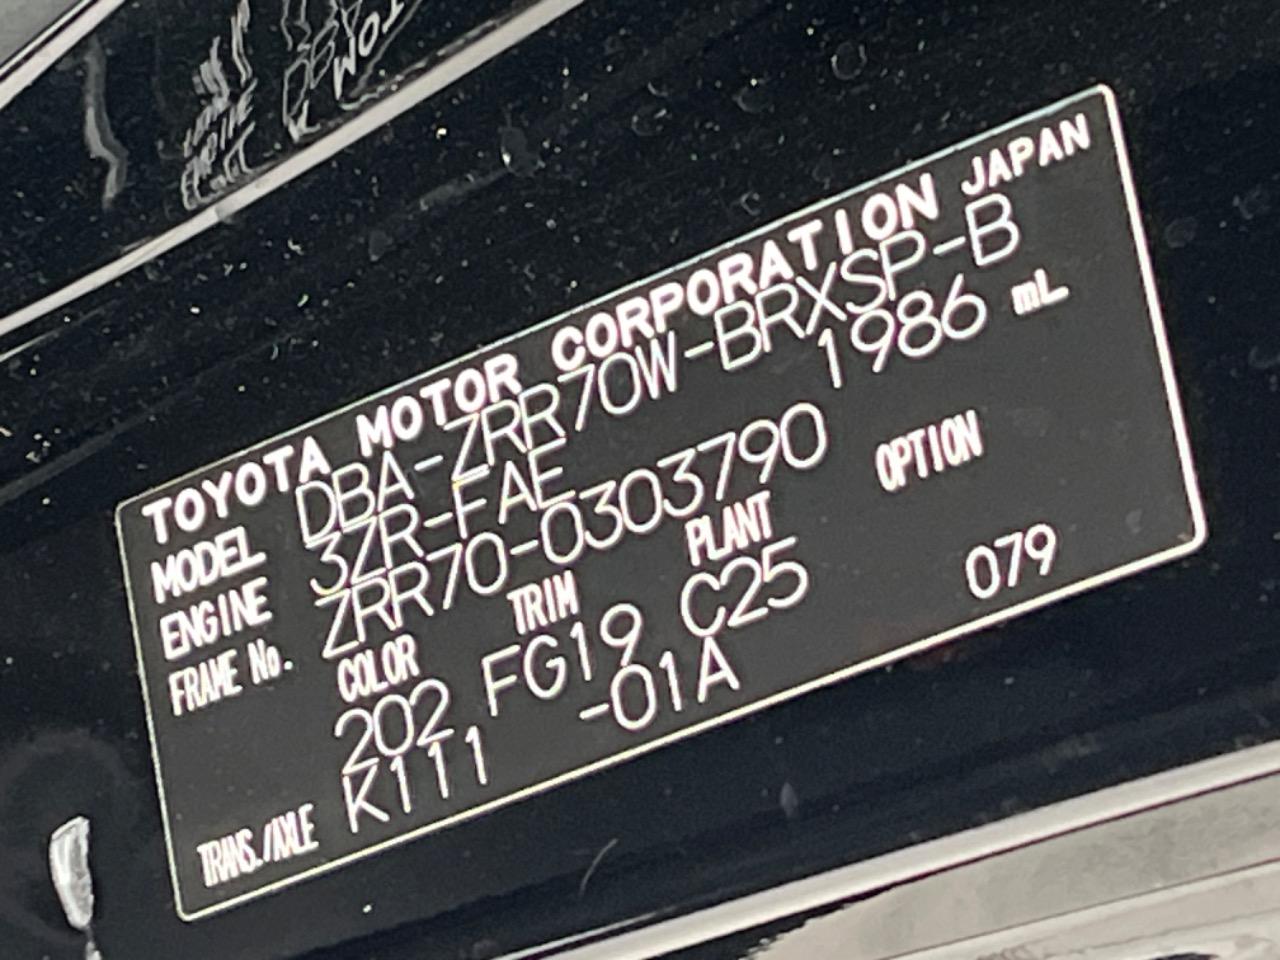 TOYOTA MOTOR CORPORATION JAPAN
MODEL DBA-ZRR70W-BRXSP-B
ENGINE 3ZR-FAE 1986 mL
FRAME No. ZRR70-0303790
COLOR TRIM PLANT OPTION
202 FG19 C25 079
TRANS./AXLE K111 -01A